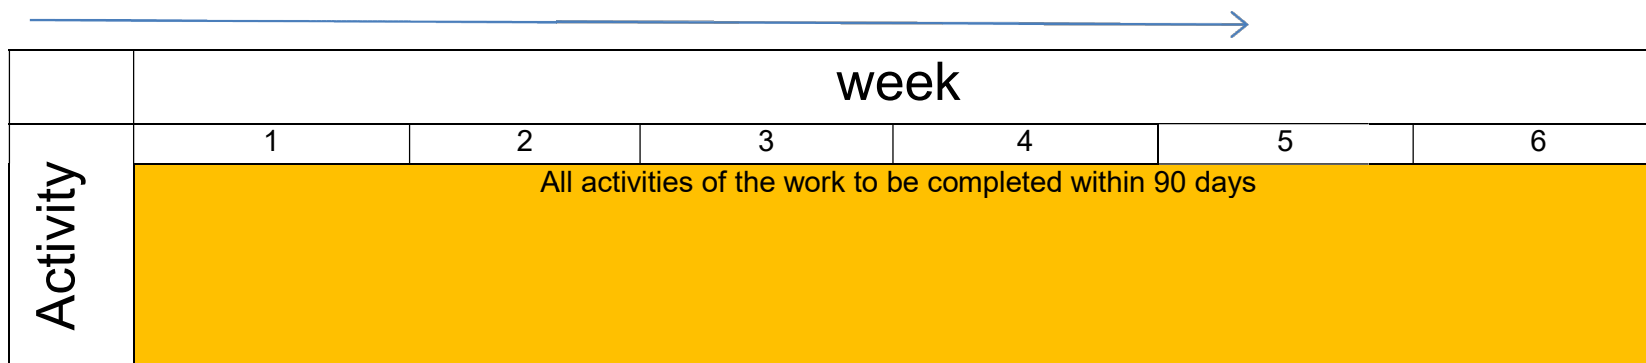 week
1 2 3 4 5 6
All activities of the work to be completed within 90 days
Activity